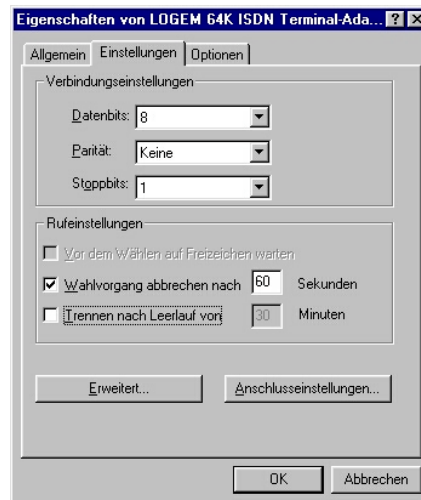 Eigenschaften von LOGEM 64K ISDN Terminal-Ada... ? ×
Allgemein Einstellungen Optionen
Verbindungseinstellungen
Datenbits: 8
Parität: Keine
Stoppbits: 1
Rufeinstellungen
Vor dem Wählen auf Freizeichen warten
Wahlvorgang abbrechen nach 60 Sekunden
Trennen nach Leerlauf von 30 Minuten
Erweitert... Anschlusseinstellungen...
OK Abbrechen